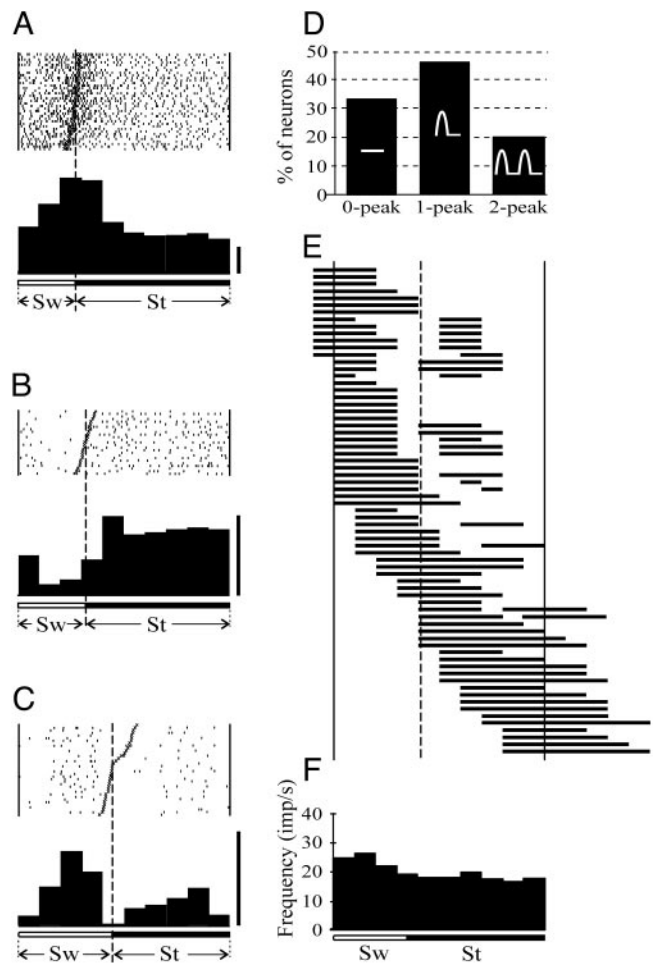 A
Sw St
B
Sw St
C
Sw St
D
% of neurons
50
40
30
20
10
0
0-peak 1-peak 2-peak
E
F
Frequency (imp/s)
40
30
20
10
0
Sw St